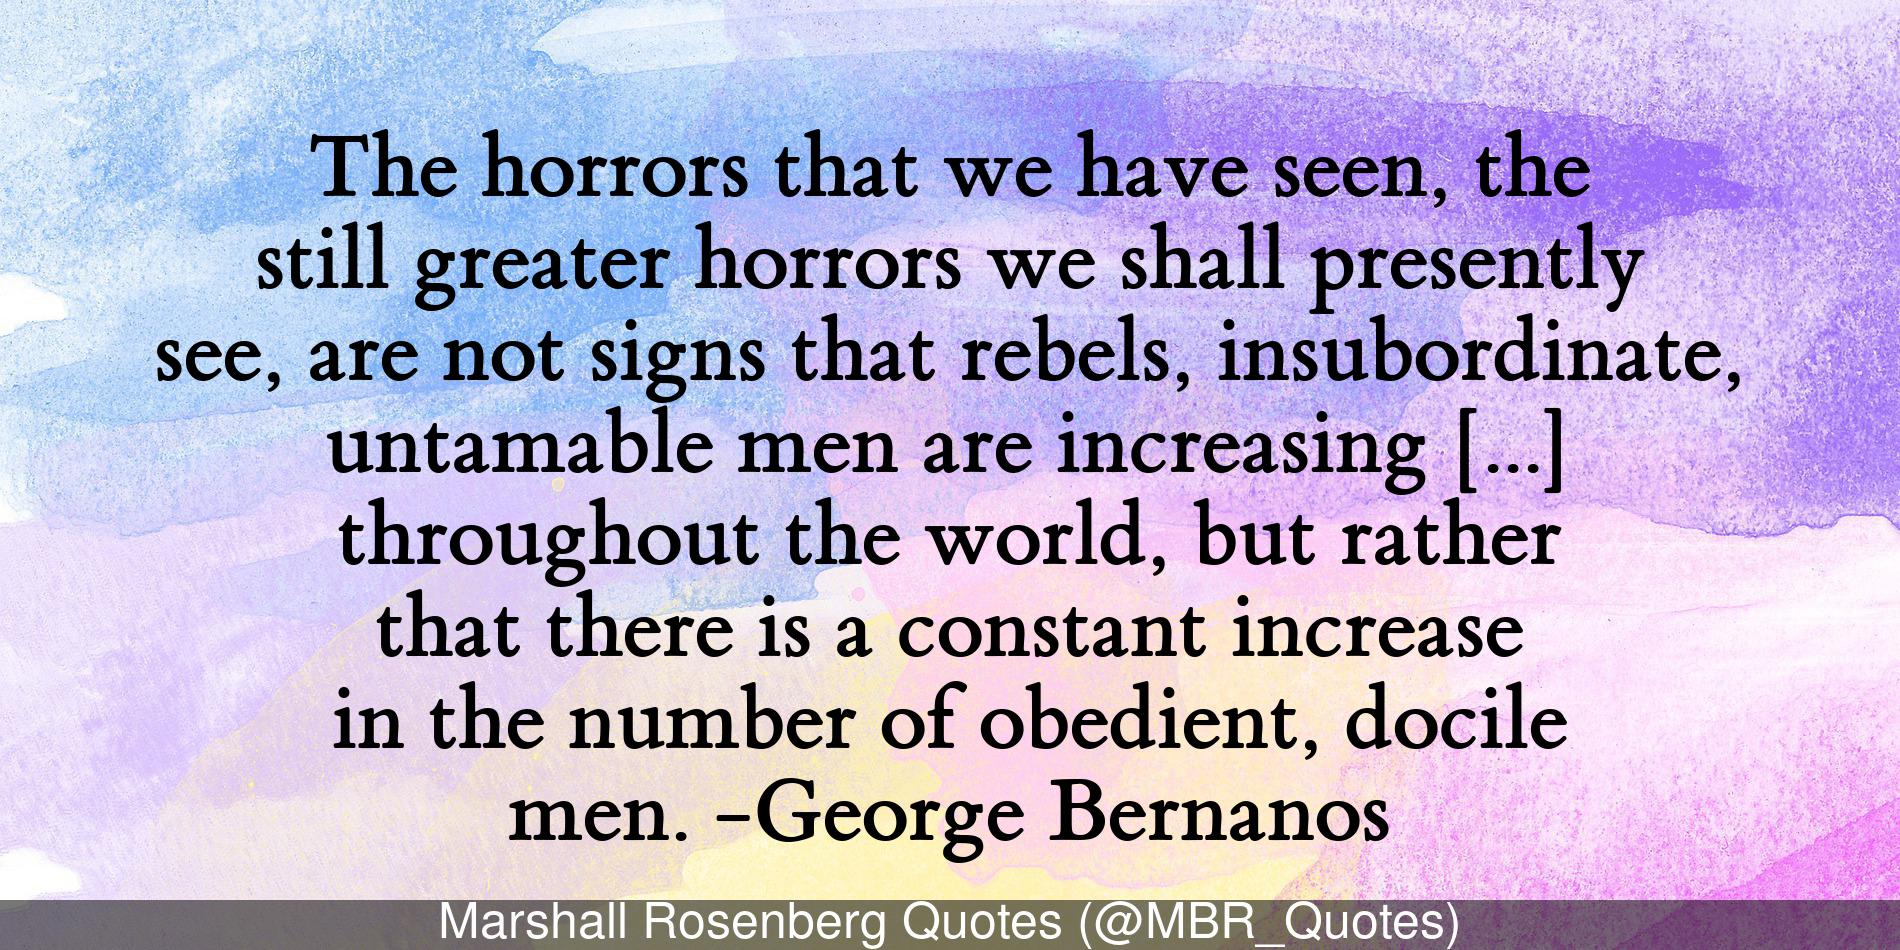 The horrors that we have seen, the
still greater horrors we shall presently
see, are not signs that rebels, insubordinate,
untamable men are increasing [...]
throughout the world, but rather
that there is a constant increase
in the number of obedient, docile
men. -George Bernanos
Marshall Rosenberg Quotes (@MBR_Quotes)